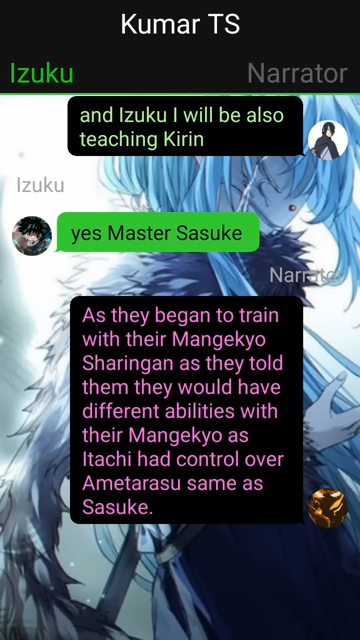 Kumar TS
Izuku
Narrator
and Izuku I will be also
teaching Kirin
Izuku
yes Master Sasuke
Narrator
As they began to train
with their Mangekyo
Sharingan as they told
them they would have
different abilities with
their Mangekyo as
Itachi had control over
Ametarasu same as
Sasuke.